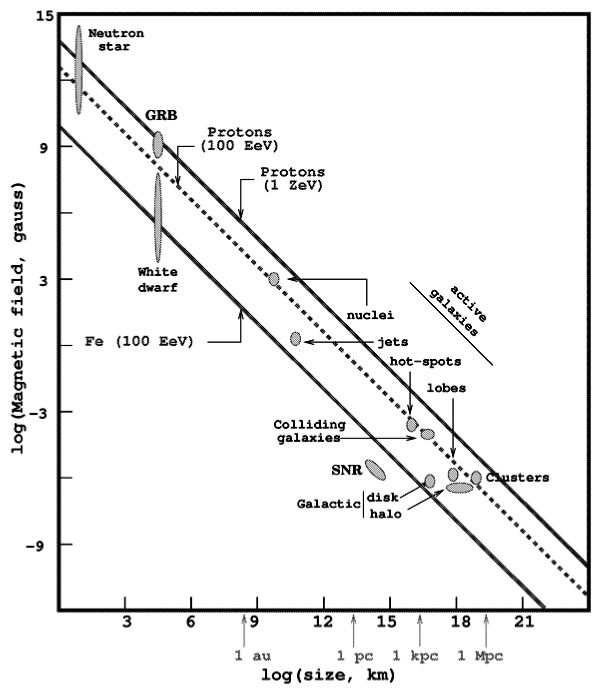 15
9
3
-3
-9
log(Magnetic field, gauss)
Neutron
star
GRB
Protons
(100 EeV)
Protons
(1 ZeV)
White
dwarf
Fe (100 EeV)
nuclei
jets
active
galaxies
hot-spots
lobes
Colliding
galaxies
SNR
Galactic
disk
halo
Clusters
3 6 9 12 15 18 21
1 au 1 pc 1 kpc 1 Mpc
log(size, km)